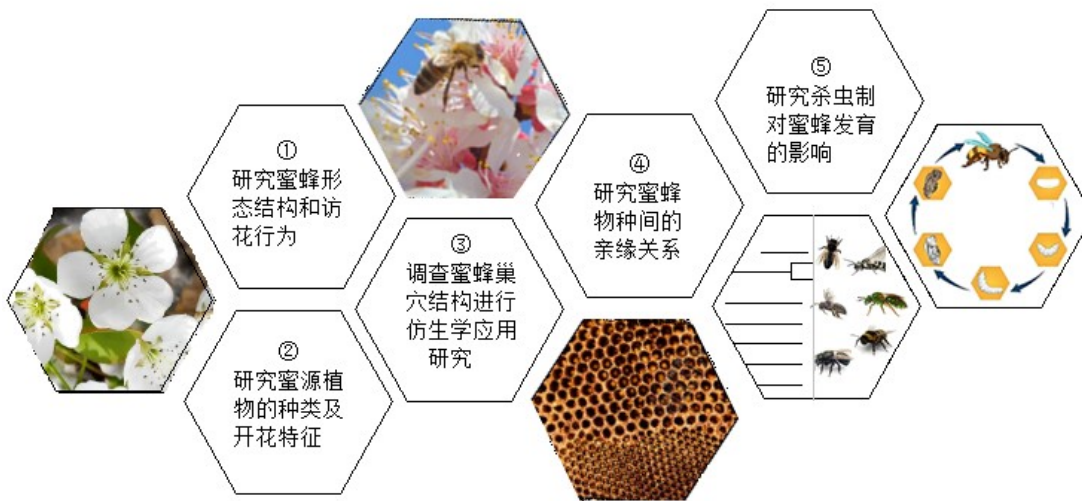 ①
研究蜜蜂形
态结构和访
花行为
②
研究蜜源植
物的种类及
开花特征
③
调查蜜蜂巢
穴结构进行
仿生学应用
研究
④
研究蜜蜂
物种间的
亲缘关系
⑤
研究杀虫制
对蜜蜂发育
的影响